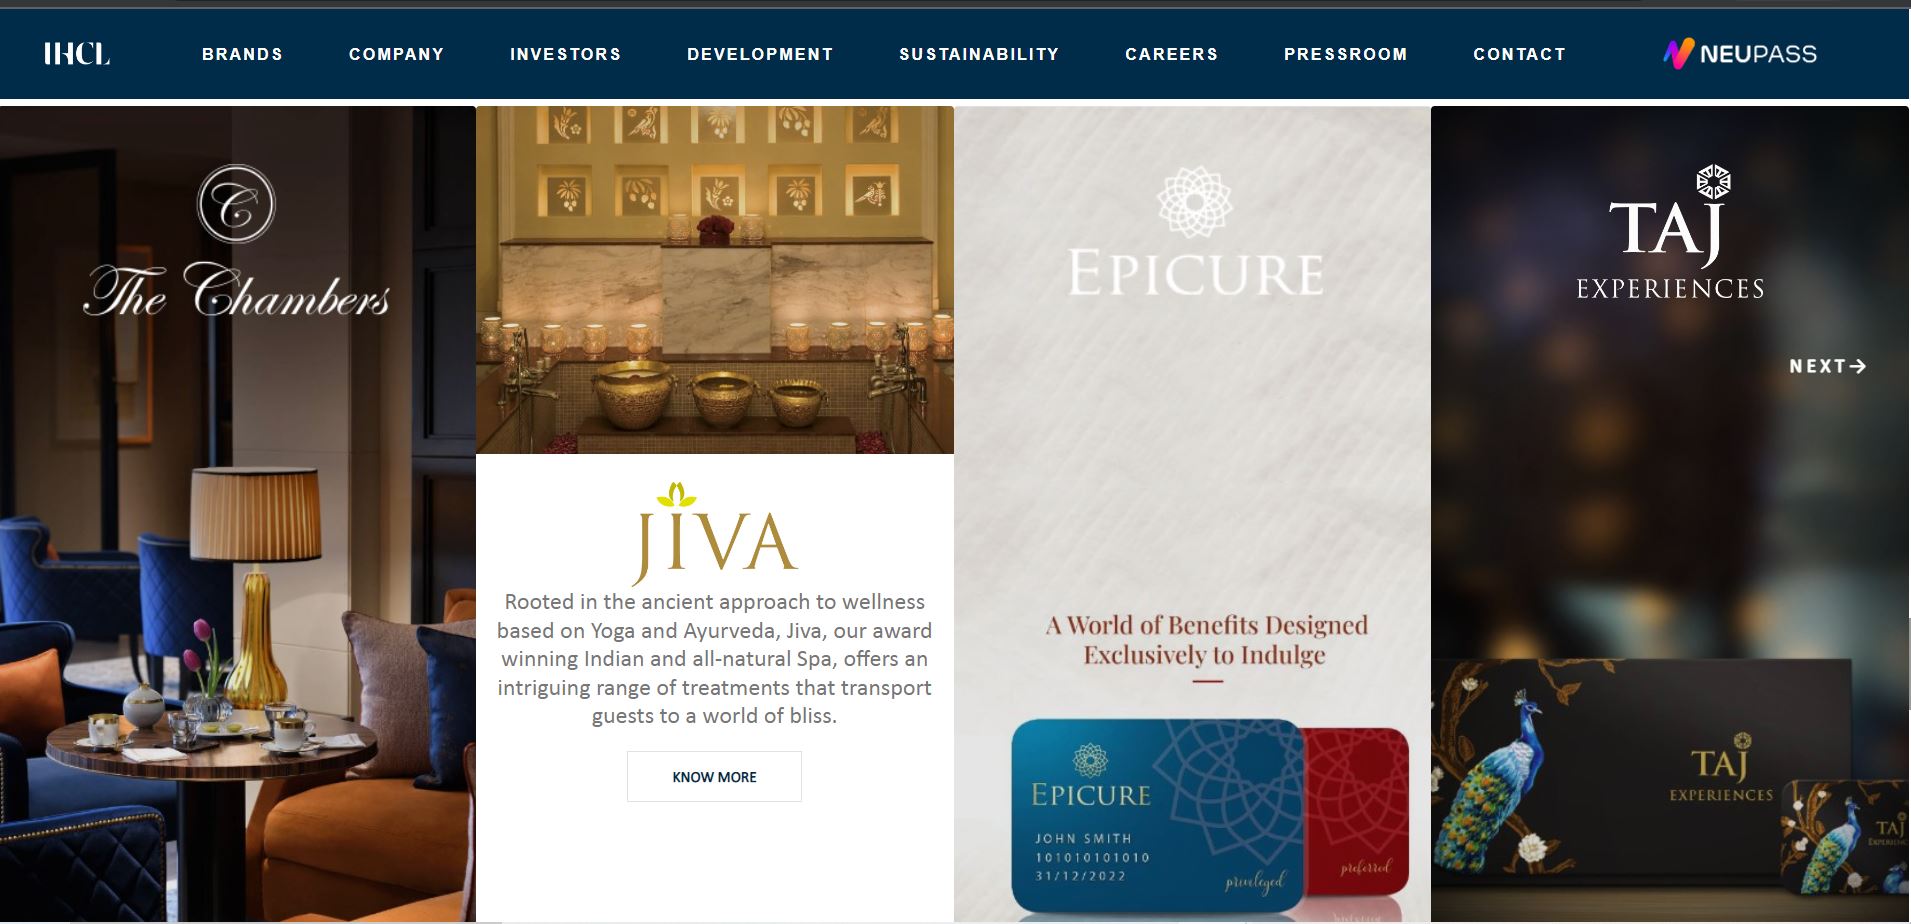 IHCL
BRANDS
COMPANY
INVESTORS
DEVELOPMENT
SUSTAINABILITY
CAREERS
PRESSROOM
CONTACT
NEUPASS
C
The Chambers
JIVA
Rooted in the ancient approach to wellness
based on Yoga and Ayurveda, Jiva, our award
winning Indian and all-natural Spa, offers an
intriguing range of treatments that transport
guests to a world of bliss.
KNOW MORE
EPICURE
A World of Benefits Designed
Exclusively to Indulge
EPICURE
JOHN SMITH
101010101010
31/12/2022
privileged
preferred
TAJ
EXPERIENCES
NEXT→
TAJ
EXPERIENCES
TAJ